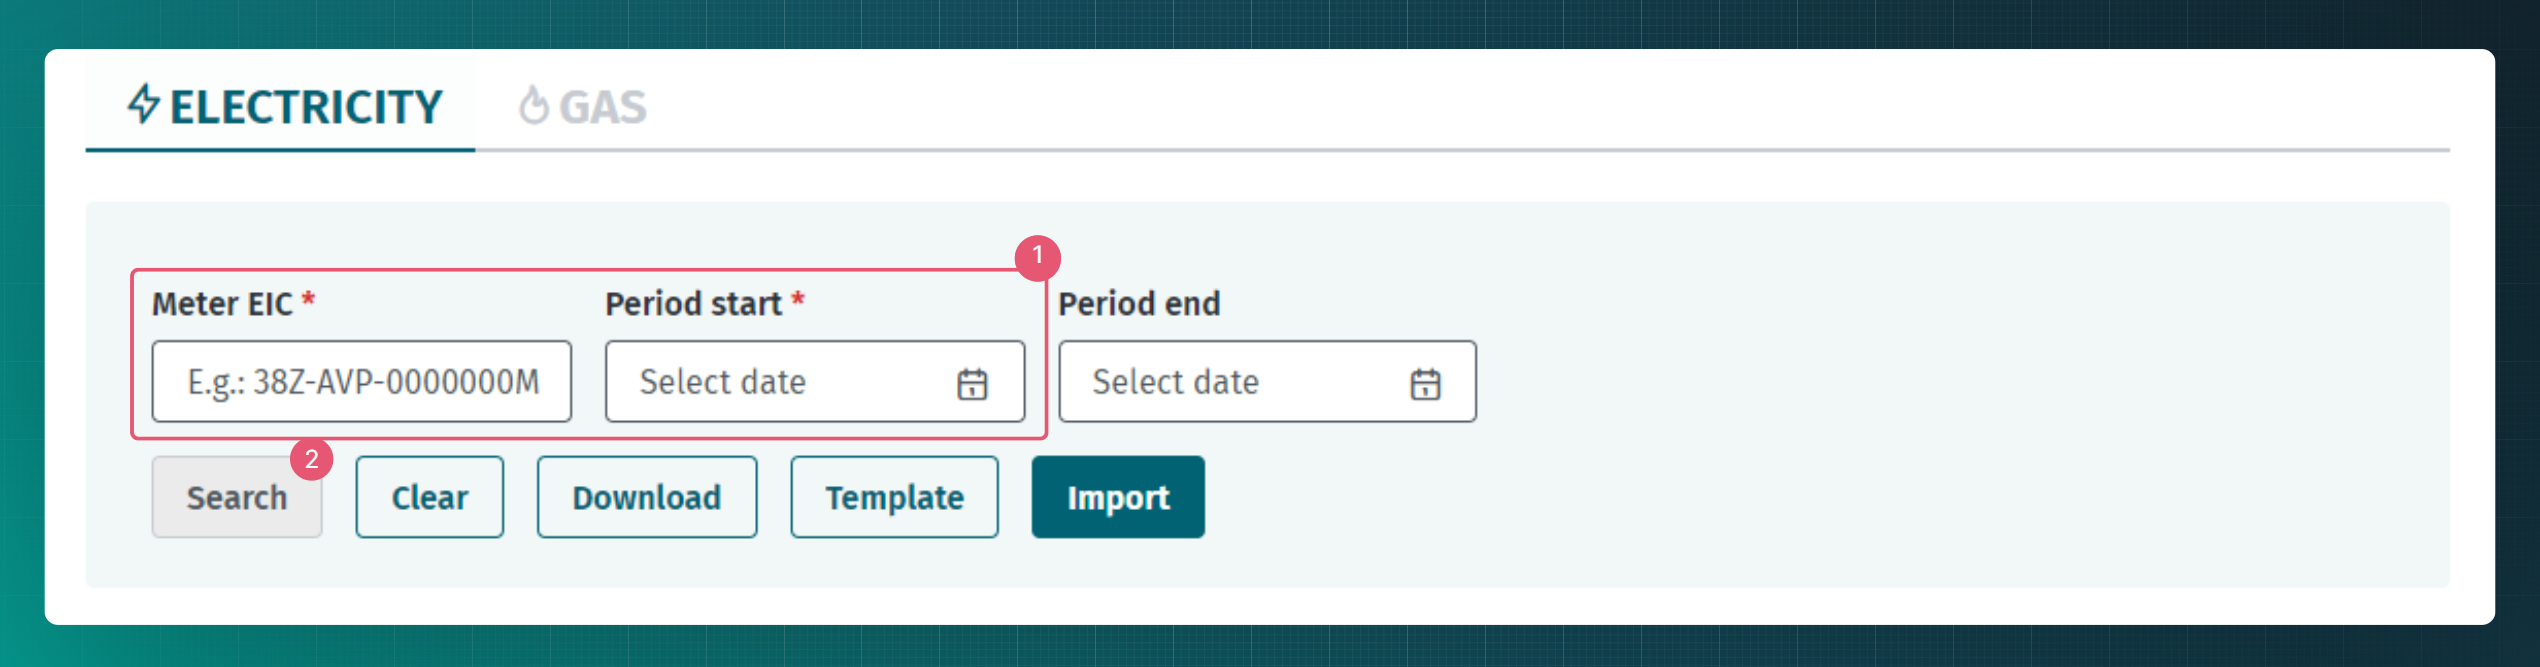 ELECTRICITY GAS
1
Meter EIC * Period start * Period end
E.g.: 38Z-AVP-0000000M Select date Select date
2
Search Clear Download Template Import